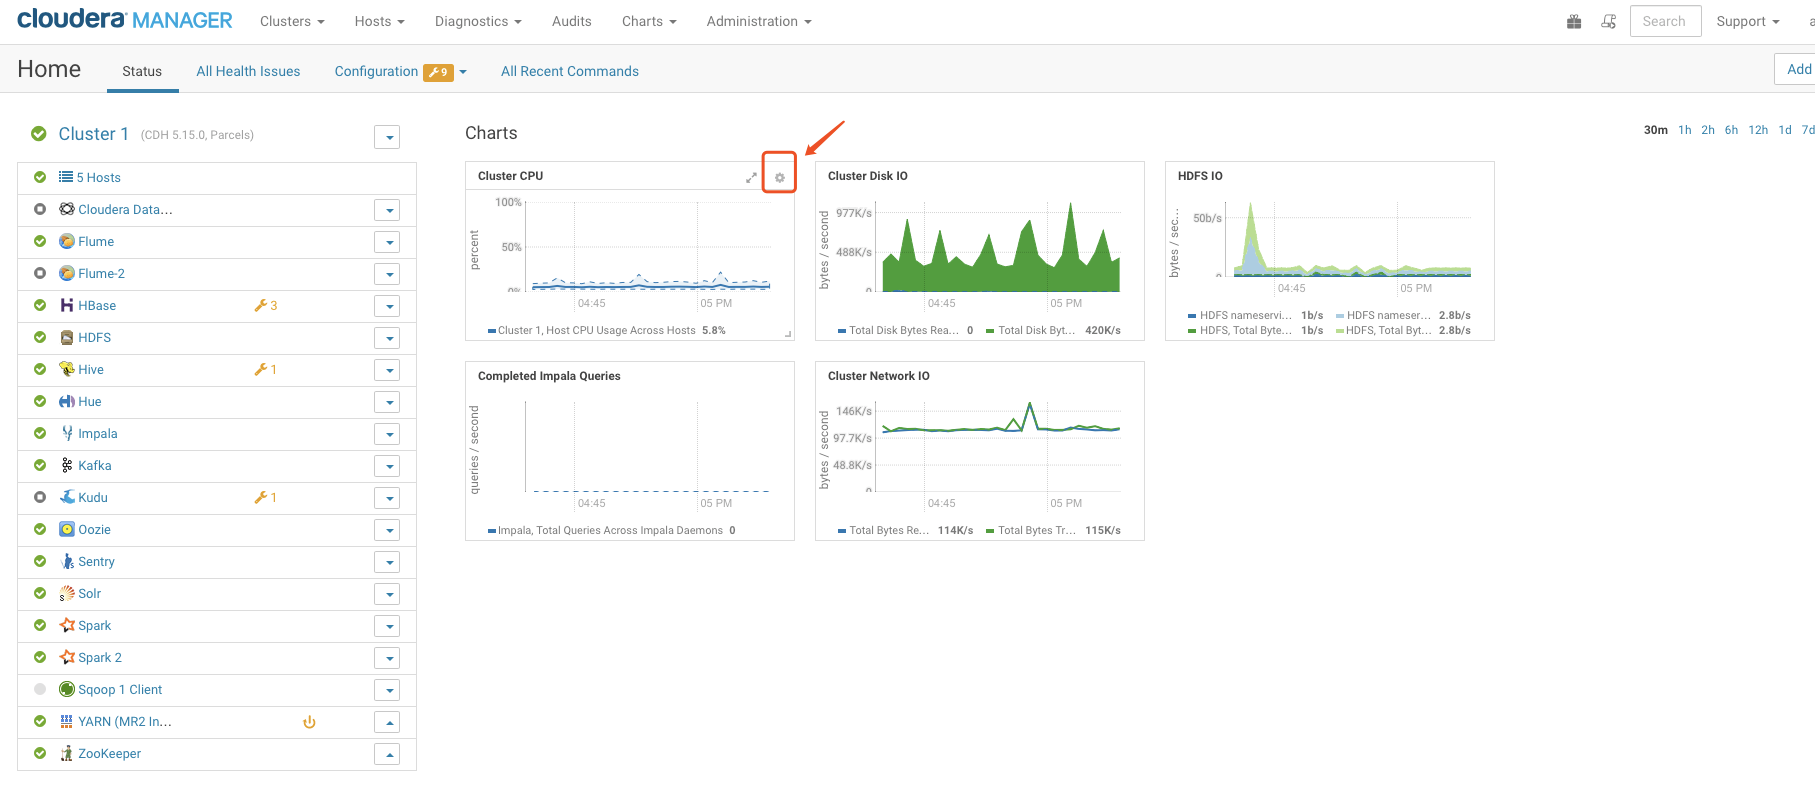 cloudera MANAGER Clusters Hosts Diagnostics Audits Charts Administration Search Support
Home Status All Health Issues Configuration 9 All Recent Commands Add
Cluster 1 (CDH 5.15.0, Parcels)
5 Hosts
Cloudera Data...
Flume
Flume-2
HBase 3
HDFS
Hive 1
Hue
Impala
Kafka
Kudu 1
Oozie
Sentry
Solr
Spark
Spark 2
Sqoop 1 Client
YARN (MR2 In...
ZooKeeper
Charts
30m 1h 2h 6h 12h 1d 7d
Cluster CPU
percent
100%
50%
0%
04:45 05 PM
Cluster 1, Host CPU Usage Across Hosts 5.8%
Cluster Disk IO
bytes / second
977K/s
488K/s
0
04:45 05 PM
Total Disk Bytes Rea... 0 Total Disk Byt... 420K/s
HDFS IO
bytes / sec...
50b/s
0
04:45 05 PM
HDFS nameservi... 1b/s HDFS nameser... 2.8b/s
HDFS, Total Byte... 1b/s HDFS, Total Byt... 2.8b/s
Completed Impala Queries
queries / second
04:45 05 PM
Impala, Total Queries Across Impala Daemons 0
Cluster Network IO
bytes / second
146K/s
97.7K/s
48.8K/s
0
04:45 05 PM
Total Bytes Re... 114K/s Total Bytes Tr... 115K/s